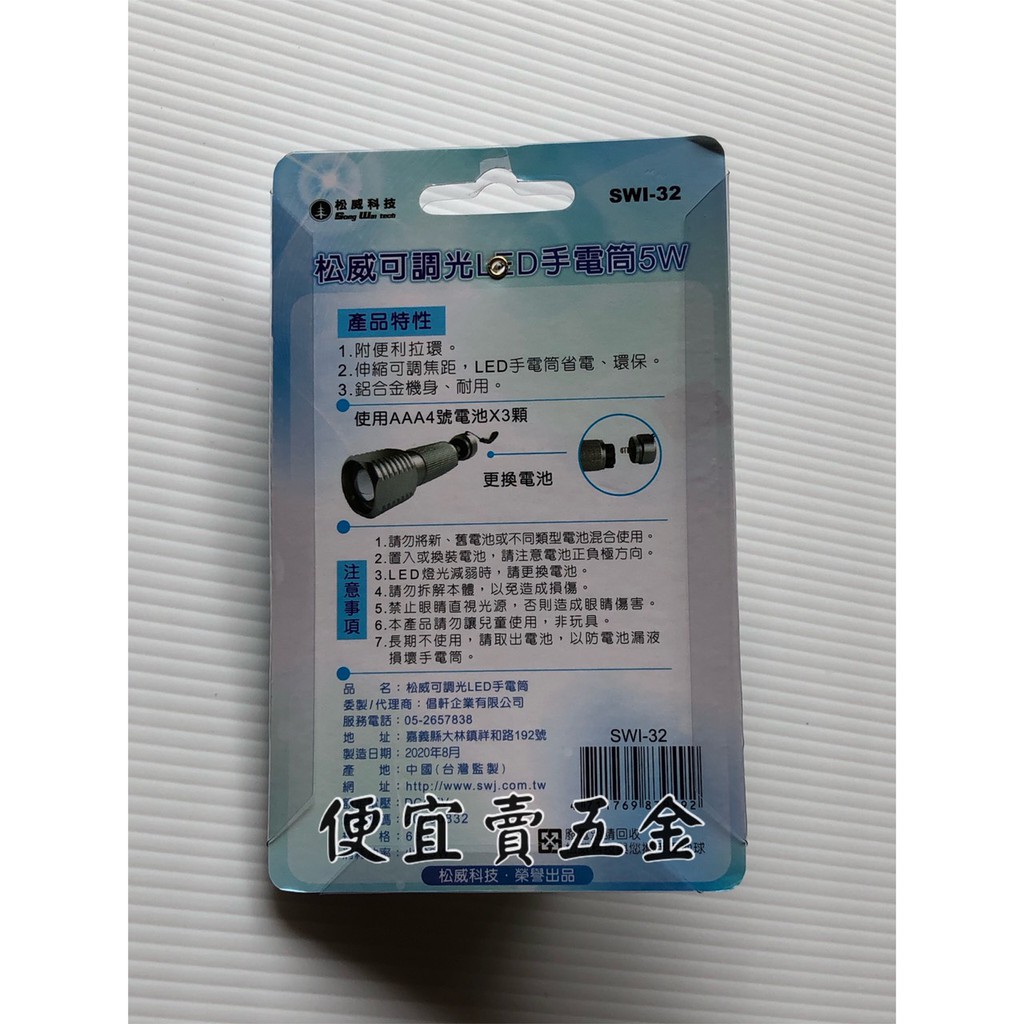 松威科技
Song Wei tech
SWI-32
松威可調光LED手電筒5W
產品特性
1.附便利拉環。
2.伸縮可調焦距，LED手電筒省電、環保。
3.鋁合金機身、耐用。
使用AAA4號電池X3顆
更換電池
注意事項
1.請勿將新、舊電池或不同類型電池混合使用。
2.置入或換裝電池，請注意電池正負極方向。
3.LED燈光減弱時，請更換電池。
4.請勿拆解本體，以免造成損傷。
5.禁止眼睛直視光源，否則造成眼睛傷害。
6.本產品請勿讓兒童使用，非玩具。
7.長期不使用，請取出電池，以防電池漏液
損壞手電筒。
品　名：松威可調光LED手電筒
委製/代理商：倡軒企業有限公司
服務電話：05-2657838
地　址：嘉義縣大林鎮祥和路192號
製造日期：2020年8月
產　地：中國(台灣監製)
網　址：http://www.swj.com.tw
SWI-32
便宜賣五金
松威科技·榮譽出品